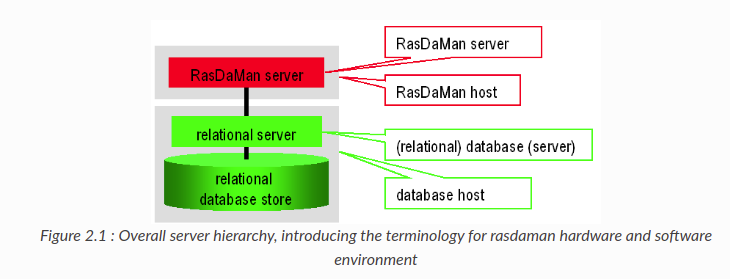 RasDaMan server
RasDaMan server
RasDaMan host
relational server
(relational) database (server)
relational
database store
database host
Figure 2.1 : Overall server hierarchy, introducing the terminology for rasdaman hardware and software
environment